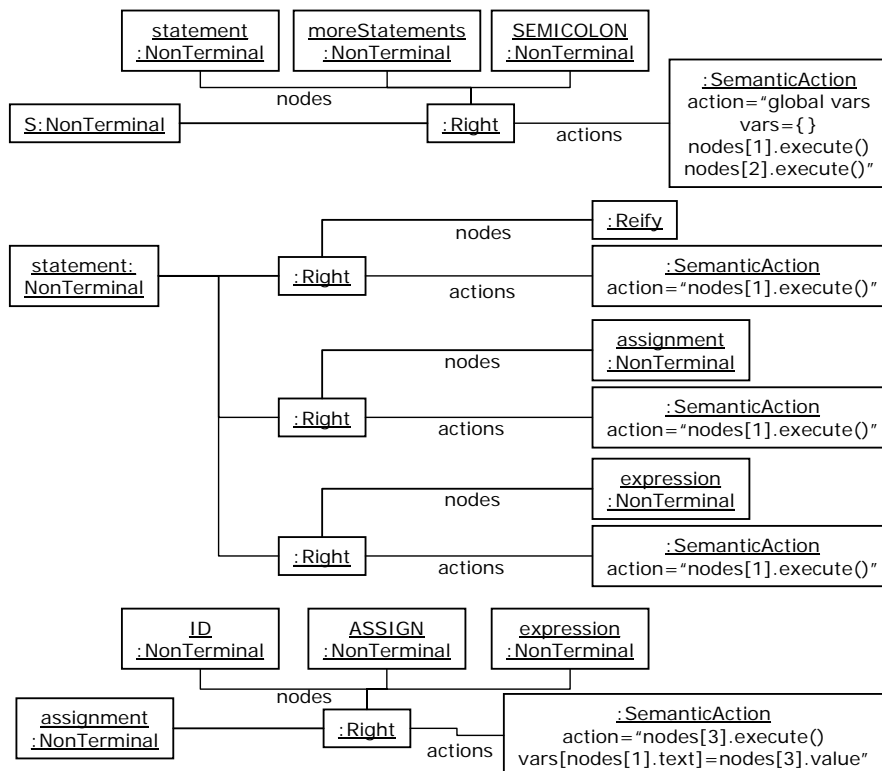 statement
:NonTerminal
moreStatements
:NonTerminal
SEMICOLON
:NonTerminal
nodes
S:NonTerminal
:Right
actions
:SemanticAction
action="global vars
vars={}
nodes[1].execute()
nodes[2].execute()"
nodes
:Reify
statement:
NonTerminal
:Right
actions
:SemanticAction
action="nodes[1].execute()"
nodes
assignment
:NonTerminal
:Right
actions
:SemanticAction
action="nodes[1].execute()"
nodes
expression
:NonTerminal
:Right
actions
:SemanticAction
action="nodes[1].execute()"
ID
:NonTerminal
ASSIGN
:NonTerminal
expression
:NonTerminal
nodes
assignment
:NonTerminal
:Right
actions
:SemanticAction
action="nodes[3].execute()
vars[nodes[1].text]=nodes[3].value"